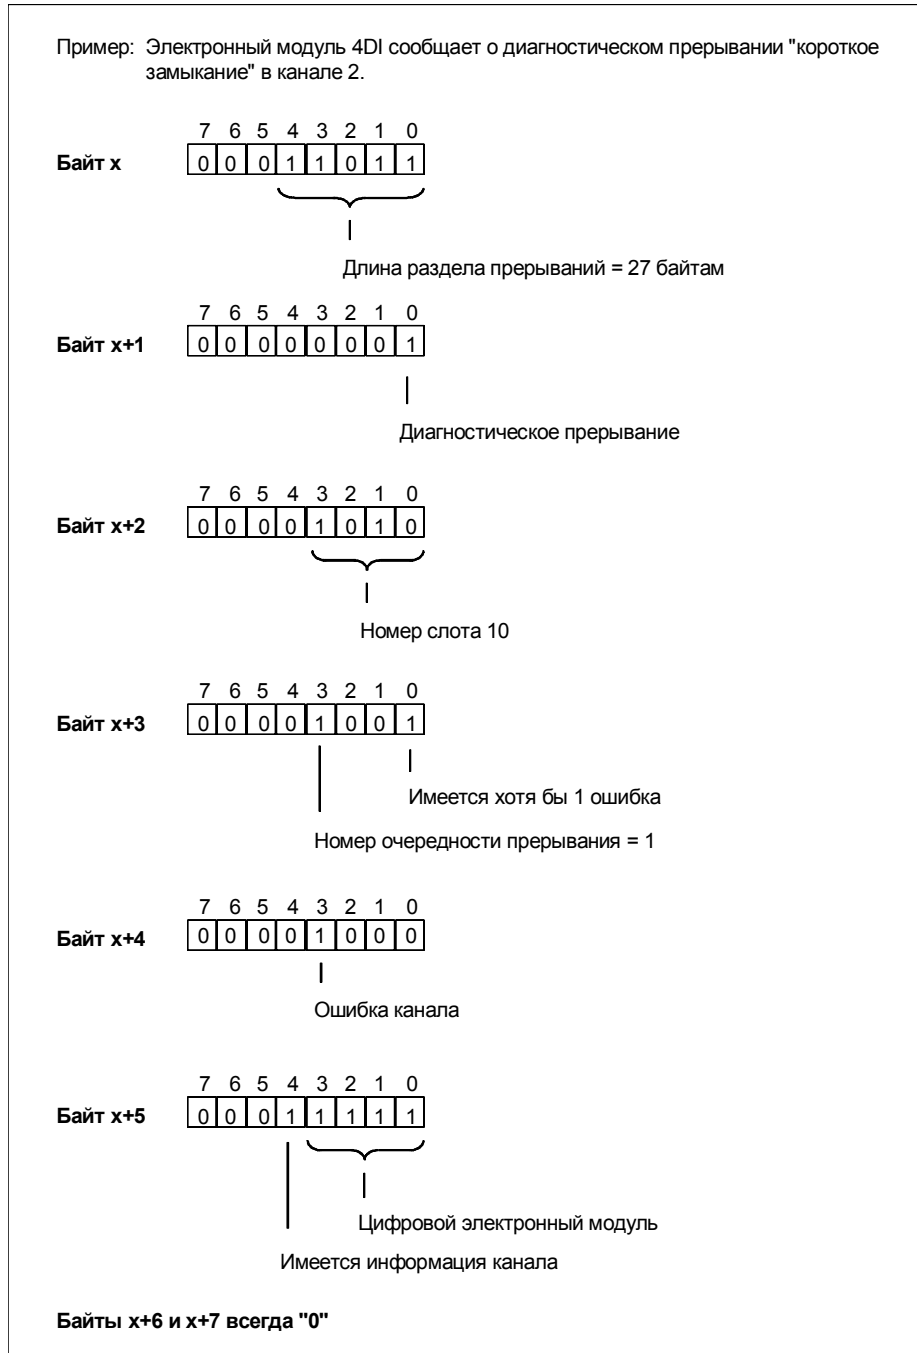 Пример: Электронный модуль 4DI сообщает о диагностическом прерывании "короткое
замыкание" в канале 2.
7 6 5 4 3 2 1 0
Байт x 0 0 0 1 1 0 1 1
Длина раздела прерываний = 27 байтам
7 6 5 4 3 2 1 0
Байт x+1 0 0 0 0 0 0 0 1
Диагностическое прерывание
7 6 5 4 3 2 1 0
Байт x+2 0 0 0 0 1 0 1 0
Номер слота 10
7 6 5 4 3 2 1 0
Байт x+3 0 0 0 0 1 0 0 1
Имеется хотя бы 1 ошибка
Номер очередности прерывания = 1
7 6 5 4 3 2 1 0
Байт x+4 0 0 0 0 1 0 0 0
Ошибка канала
7 6 5 4 3 2 1 0
Байт x+5 0 0 0 1 1 1 1 1
Цифровой электронный модуль
Имеется информация канала
Байты x+6 и x+7 всегда "0"